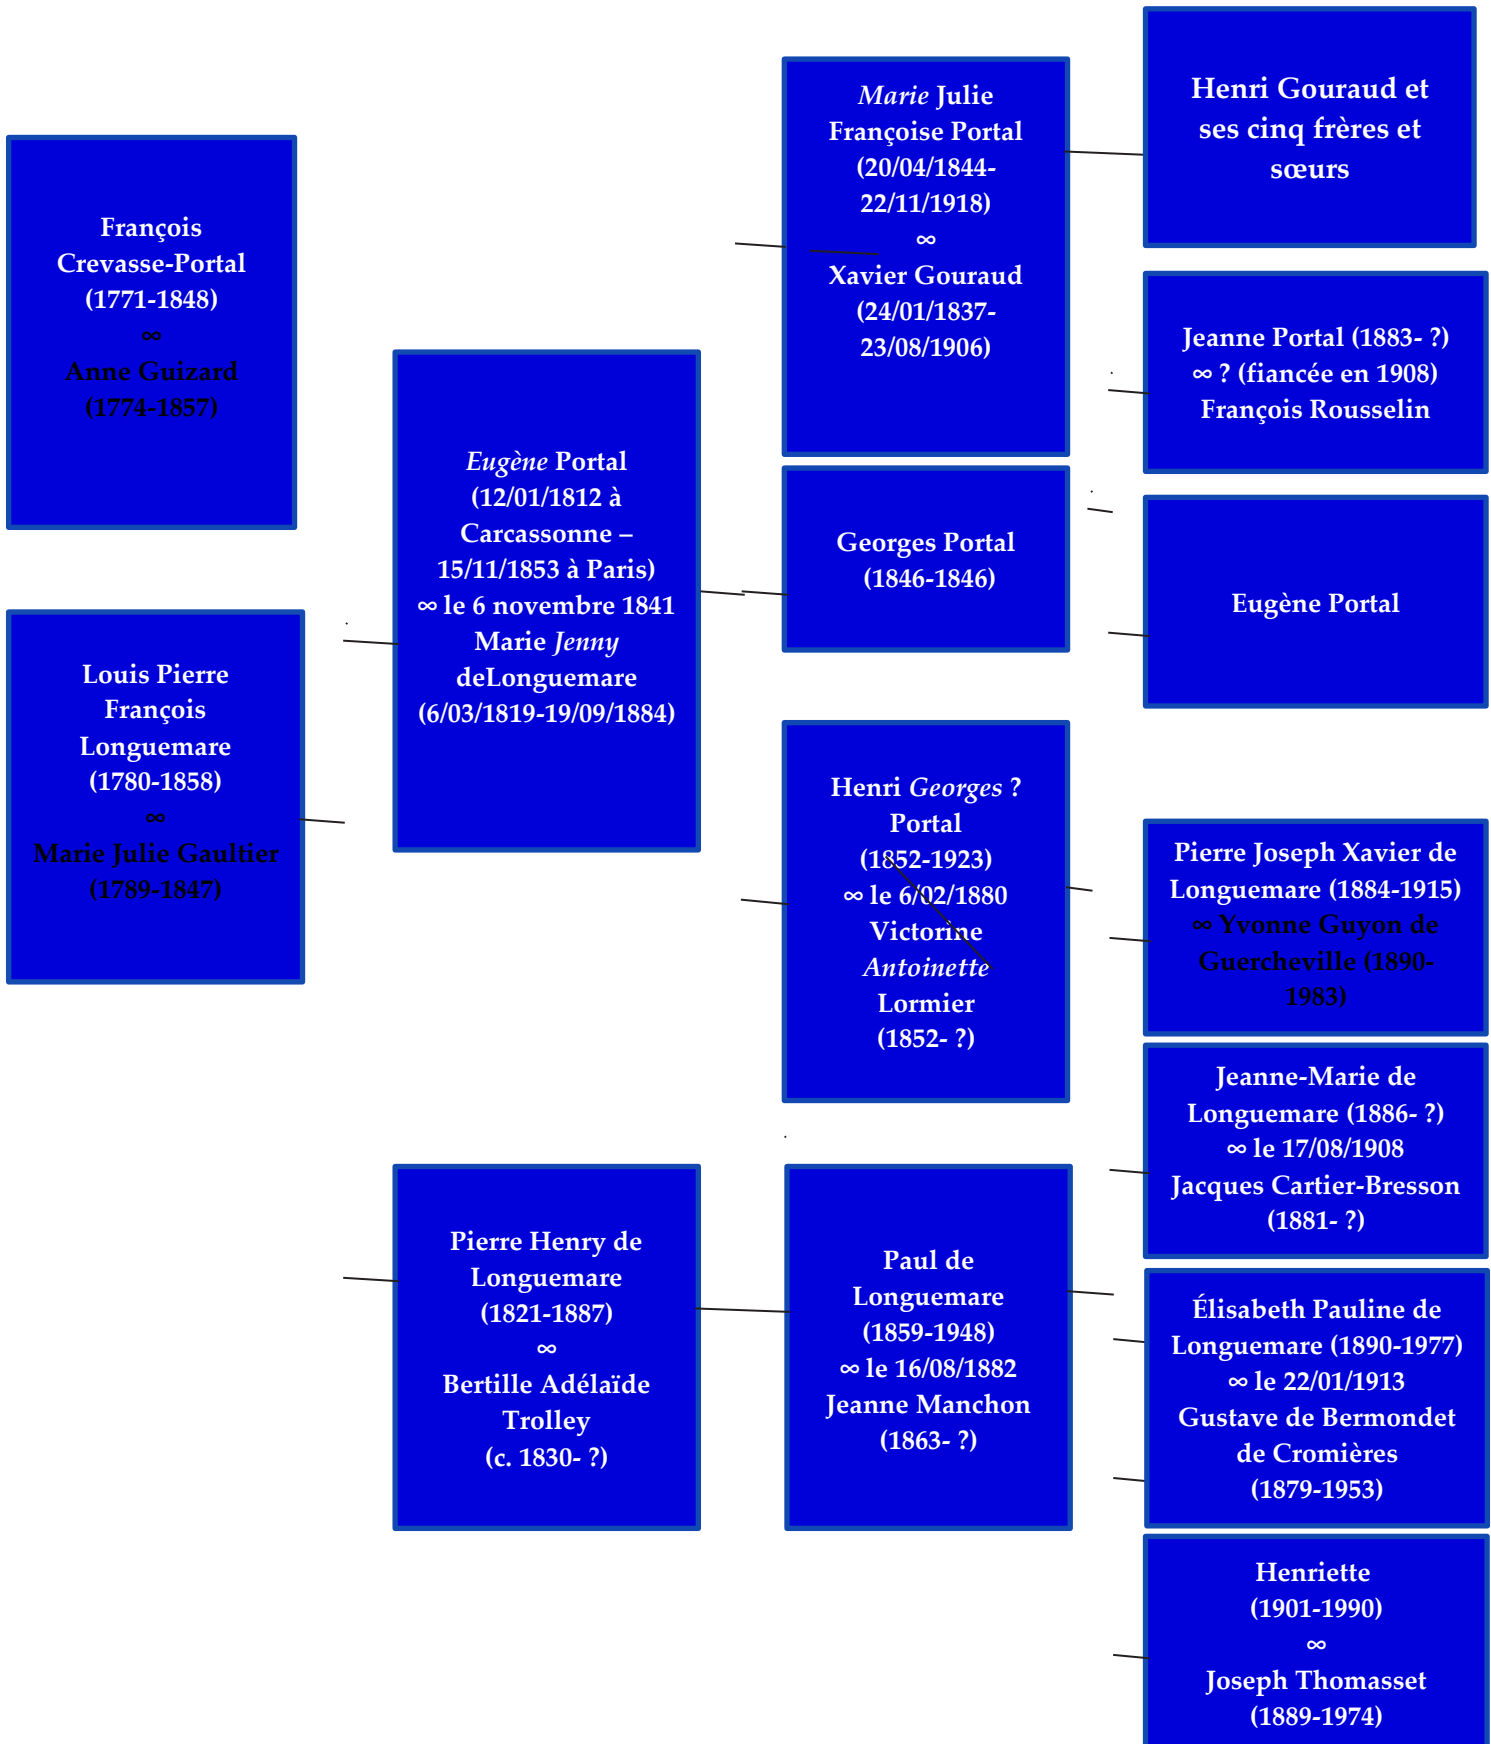 François
Crevasse-Portal
(1771-1848)
∞
Anne Guizard
(1774-1857)
Louis Pierre
François
Longuemare
(1780-1858)
∞
Marie Julie Gaultier
(1789-1847)
Eugène Portal
(12/01/1812 à
Carcassonne –
15/11/1853 à Paris)
∞ le 6 novembre 1841
Marie Jenny
deLonguemare
(6/03/1819-19/09/1884)
Pierre Henry de
Longuemare
(1821-1887)
∞
Bertille Adélaïde
Trolley
(c. 1830- ?)
Marie Julie
Françoise Portal
(20/04/1844-
22/11/1918)
∞
Xavier Gouraud
(24/01/1837-
23/08/1906)
Georges Portal
(1846-1846)
Henri Georges ?
Portal
(1852-1923)
∞ le 6/02/1880
Victorine
Antoinette
Lormier
(1852- ?)
Paul de
Longuemare
(1859-1948)
∞ le 16/08/1882
Jeanne Manchon
(1863- ?)
Henri Gouraud et
ses cinq frères et
sœurs
Jeanne Portal (1883- ?)
∞ ? (fiancée en 1908)
François Rousselin
Eugène Portal
Pierre Joseph Xavier de
Longuemare (1884-1915)
∞ Yvonne Guyon de
Guercheville (1890-
1983)
Jeanne-Marie de
Longuemare (1886- ?)
∞ le 17/08/1908
Jacques Cartier-Bresson
(1881- ?)
Élisabeth Pauline de
Longuemare (1890-1977)
∞ le 22/01/1913
Gustave de Bermondet
de Cromières
(1879-1953)
Henriette
(1901-1990)
∞
Joseph Thomasset
(1889-1974)